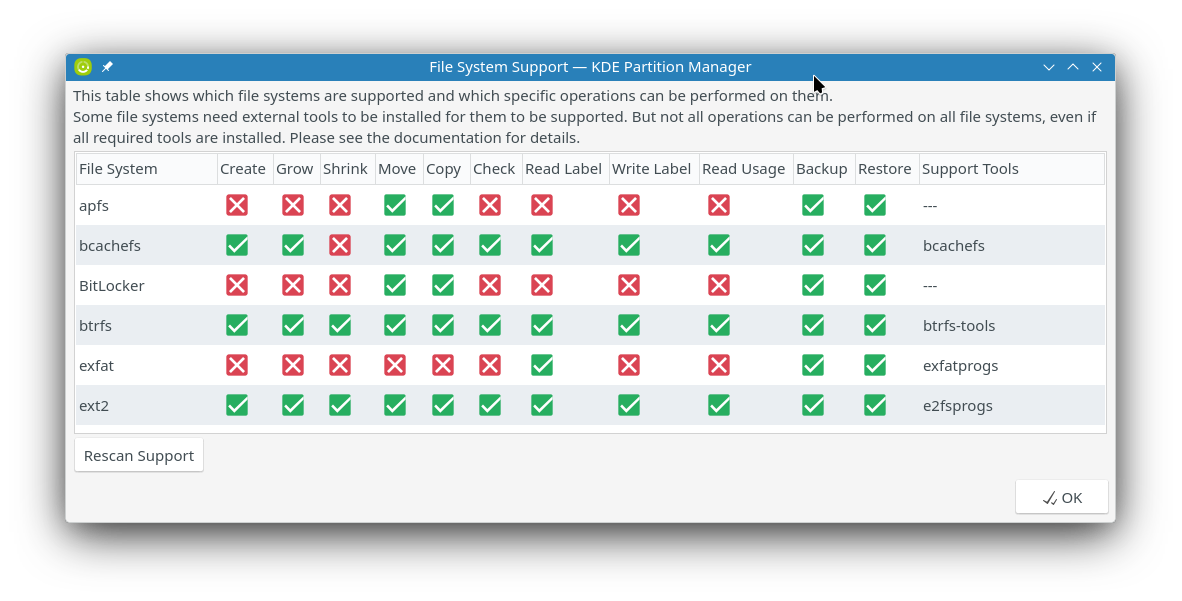 File System Support — KDE Partition Manager
This table shows which file systems are supported and which specific operations can be performed on them.
Some file systems need external tools to be installed for them to be supported. But not all operations can be performed on all file systems, even if
all required tools are installed. Please see the documentation for details.
File System Create Grow Shrink Move Copy Check Read Label Write Label Read Usage Backup Restore Support Tools
apfs ---
bcachefs bcachefs
BitLocker ---
btrfs btrfs-tools
exfat exfatprogs
ext2 e2fsprogs
Rescan Support
OK